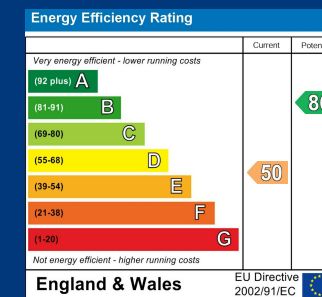 Energy Efficiency Rating
Current
Very energy efficient - lower running costs
(92 plus) A
(81-91) B
(69-80) C
(55-68) D
50
(39-54) E
(21-38) F
(1-20) G
Not energy efficient - higher running costs
England & Wales
EU Directive
2002/91/EC